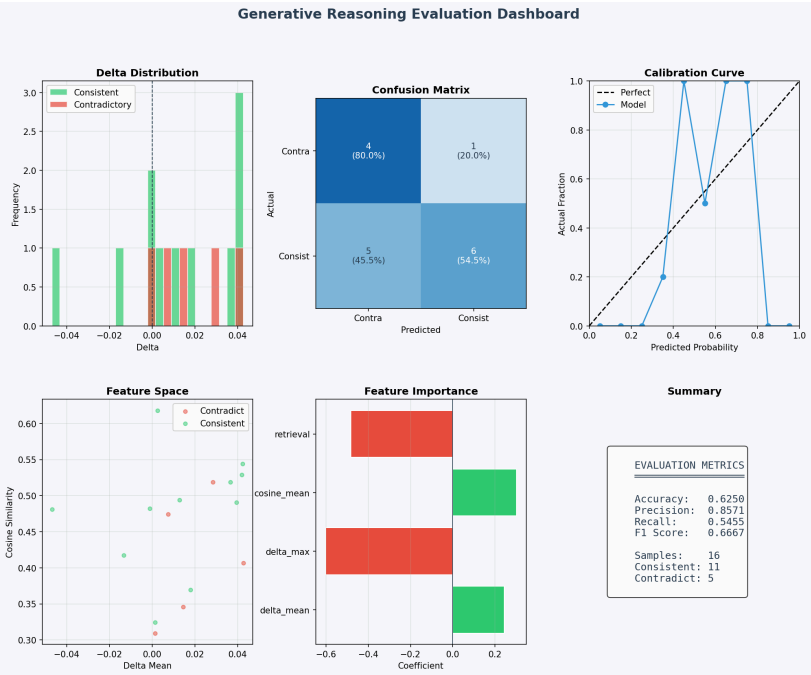 Generative Reasoning Evaluation Dashboard
Delta Distribution
Consistent
Contradictory
3.0
2.5
2.0
1.5
1.0
0.5
0.0
Frequency
−0.04 −0.02 0.00 0.02 0.04
Delta
Confusion Matrix
Contra
Consist
Actual
4
(80.0%)
1
(20.0%)
5
(45.5%)
6
(54.5%)
Contra Consist
Predicted
Calibration Curve
Perfect
Model
1.0
0.8
0.6
0.4
0.2
0.0
Actual Fraction
0.0 0.2 0.4 0.6 0.8 1.0
Predicted Probability
Feature Space
Contradict
Consistent
0.60
0.55
0.50
0.45
0.40
0.35
0.30
Cosine Similarity
−0.04 −0.02 0.00 0.02 0.04
Delta Mean
Feature Importance
retrieval
cosine_mean
delta_max
delta_mean
−0.6 −0.4 −0.2 0.0 0.2
Coefficient
Summary
EVALUATION METRICS
Accuracy: 0.6250
Precision: 0.8571
Recall: 0.5455
F1 Score: 0.6667
Samples: 16
Consistent: 11
Contradict: 5